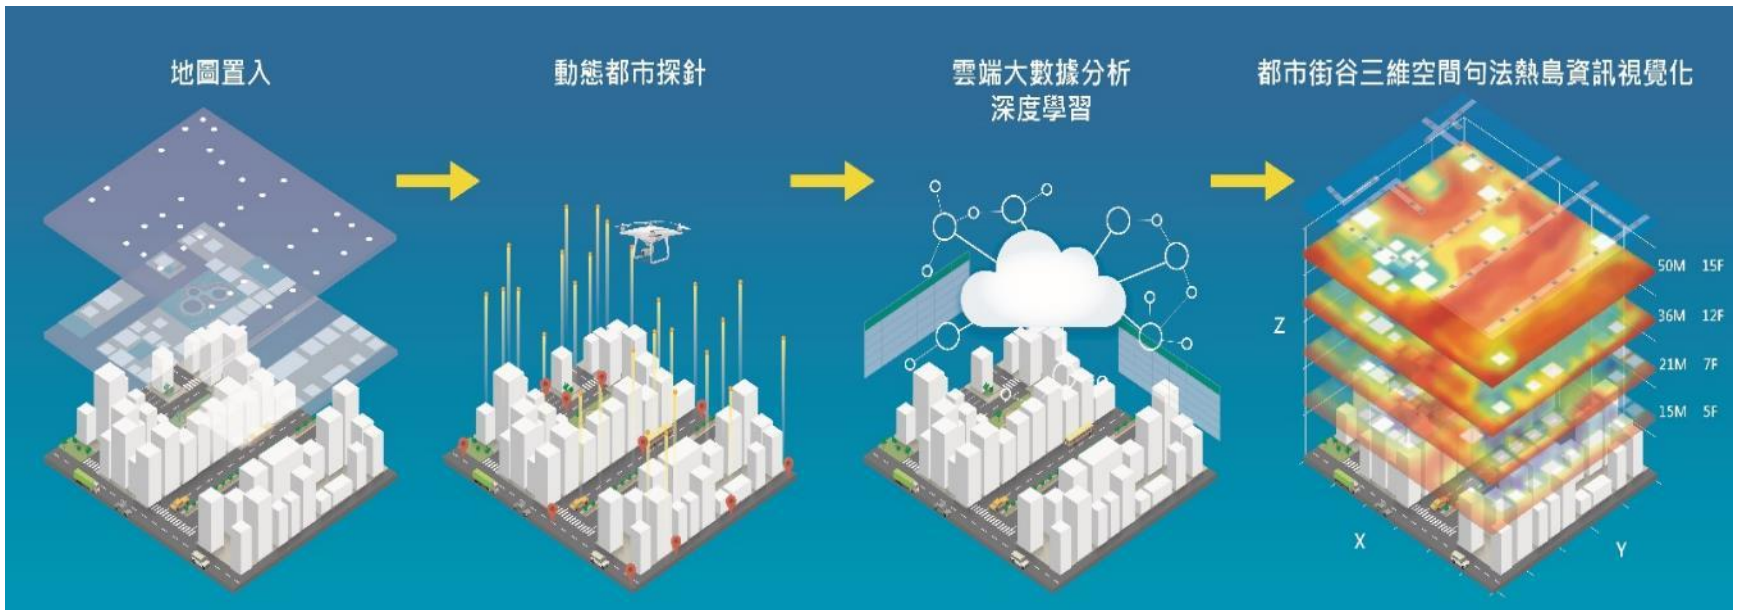 地圖置入
動態都市探針
雲端大數據分析
深度學習
都市街谷三維空間句法熱島資訊視覺化
50M 15F
36M 12F
Z
21M 7F
15M 5F
X
Y